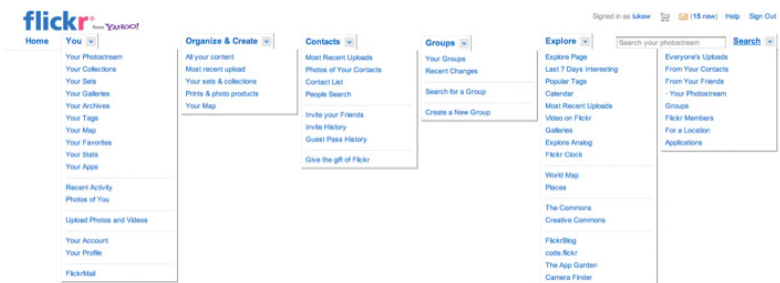 flickr from YAHOO!
Signed in as lukew (15 new) Help Sign Out
Home
You
Your Photostream
Your Collections
Your Sets
Your Galleries
Your Archives
Your Tags
Your Map
Your Favorites
Your Stats
Your Apps
Recent Activity
Photos of You
Upload Photos and Videos
Your Account
Your Profile
FlickrMail
Organize & Create
All your content
Most recent upload
Your sets & collections
Prints & photo products
Your Map
Contacts
Most Recent Uploads
Photos of Your Contacts
Contact List
People Search
Invite your Friends
Invite History
Guest Pass History
Give the gift of Flickr
Groups
Your Groups
Recent Changes
Search for a Group
Create a New Group
Explore
Explore Page
Last 7 Days Interesting
Popular Tags
Calendar
Most Recent Uploads
Video on Flickr
Galleries
Explore Analog
Flickr Clock
World Map
Places
The Commons
Creative Commons
FlickrBlog
code.flickr
The App Garden
Camera Finder
Search your photostream
Search
Everyone's Uploads
From Your Contacts
From Your Friends
- Your Photostream
Groups
Flickr Members
For a Location
Applications